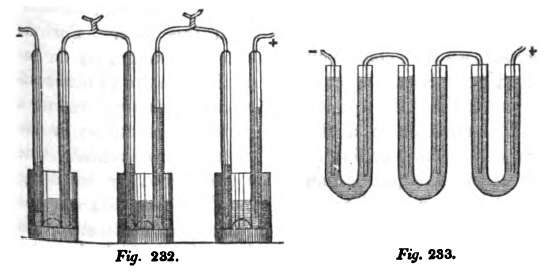 - +
- +
Fig. 232.
Fig. 233.